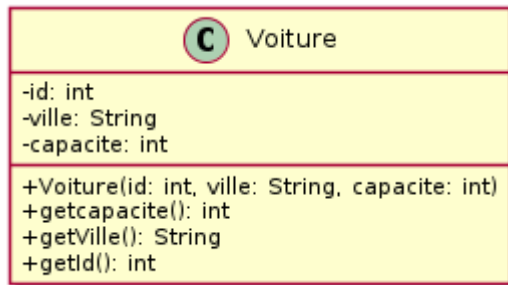 C Voiture
-id: int
-ville: String
-capacite: int
+Voiture(id: int, ville: String, capacite: int)
+getcapacite(): int
+getVille(): String
+getId(): int